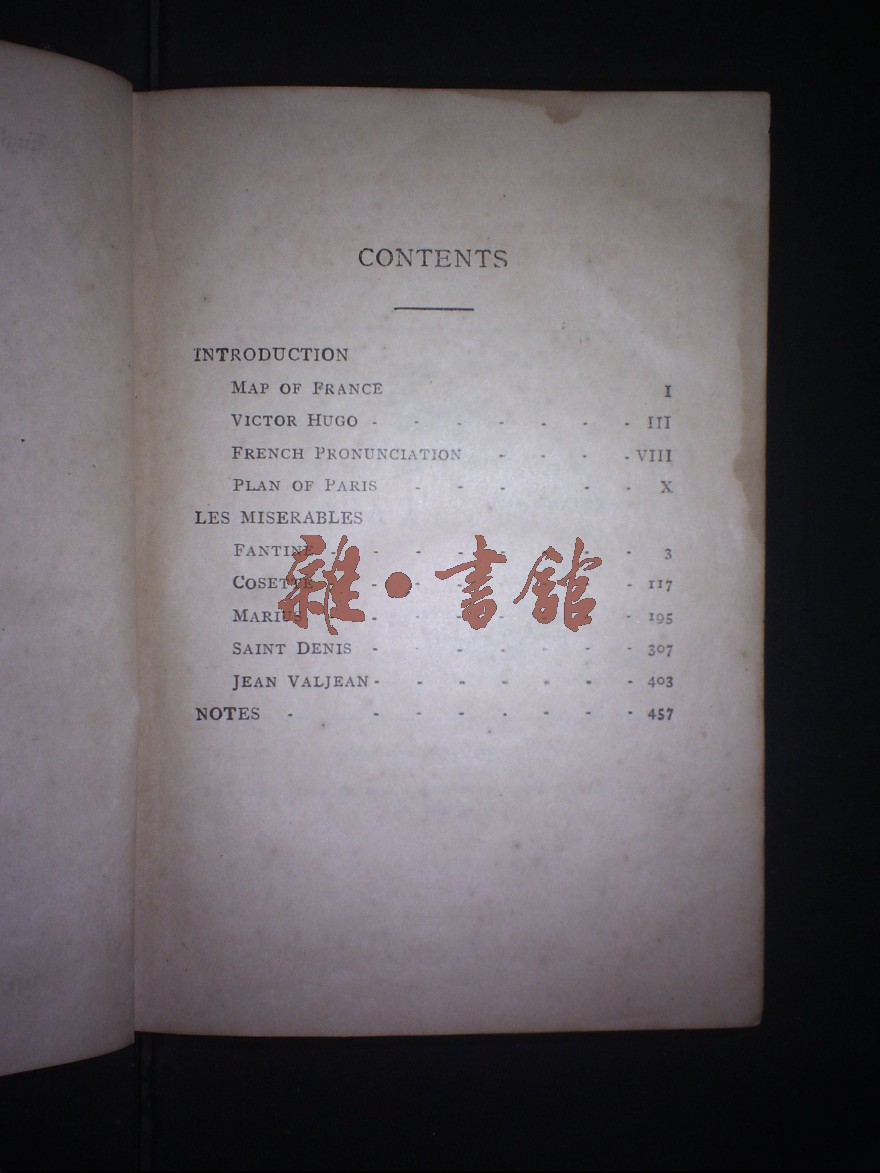 CONTENTS
INTRODUCTION
MAP OF FRANCE I
VICTOR HUGO - - - - - - - III
FRENCH PRONUNCIATION - - - - VIII
PLAN OF PARIS - - - - - X
LES MISERABLES
FANTINE - - - - - - - - 3
COSETTE - - - - - - - 117
MARIUS - - - - - - - 195
SAINT DENIS - - - - - - - 307
JEAN VALJEAN - - - - - - - 403
NOTES - - - - - - - - 457
雜·書館